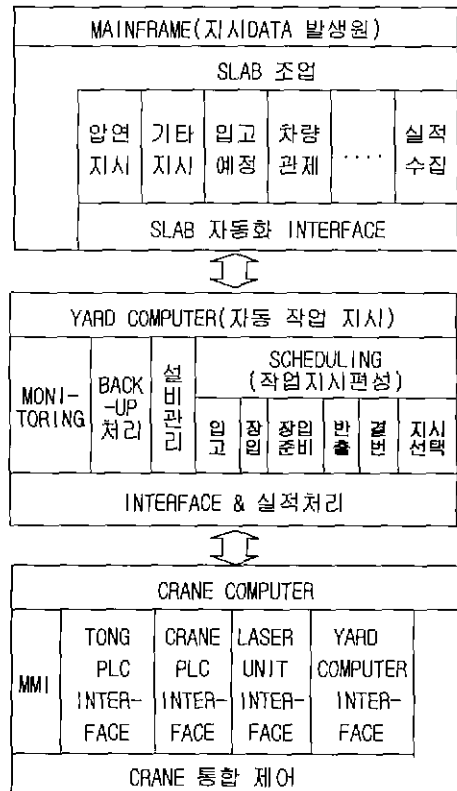 MAINFRAME(지시DATA 발생원)
SLAB 조업
압연 기타 입고 차량 실적
지시 지시 예정 관제 ···· 수집
SLAB 자동화 INTERFACE
YARD COMPUTER(자동 작업 지시)
MONI-
TORING
BACK
-UP
처리
설
비
관
리
SCHEDULING
(작업지시편성)
입
고
장
입
장입
준비
반
출
결
번
지시
선택
INTERFACE & 실적처리
CRANE COMPUTER
MMI
TONG
PLC
INTER-
FACE
CRANE
PLC
INTER-
FACE
LASER
UNIT
INTER-
FACE
YARD
COMPUTER
INTER-
FACE
CRANE 통합 제어